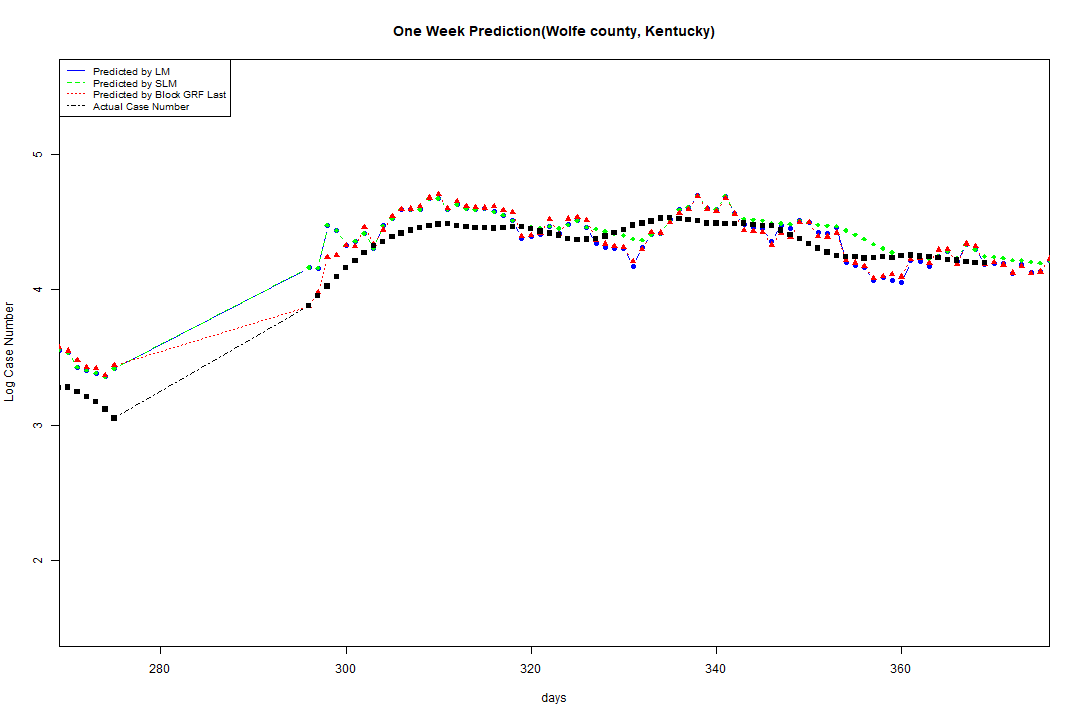 One Week Prediction(Wolfe county, Kentucky)
Predicted by LM
Predicted by SLM
Predicted by Block GRF Last
Actual Case Number
5
4
3
2
Log Case Number
280 300 320 340 360
days